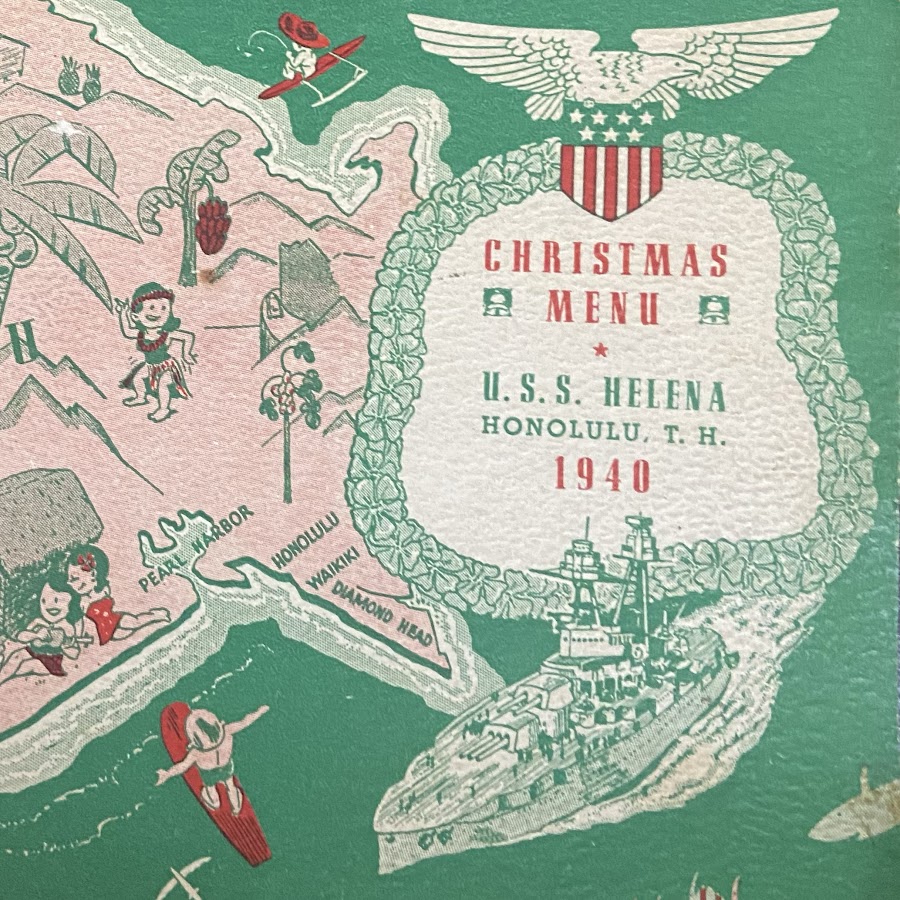 CHRISTMAS
MENU
U.S.S. HELENA
HONOLULU, T. H.
1940
H
PEARL HARBOR
HONOLULU
WAIKIKI
DIAMOND HEAD